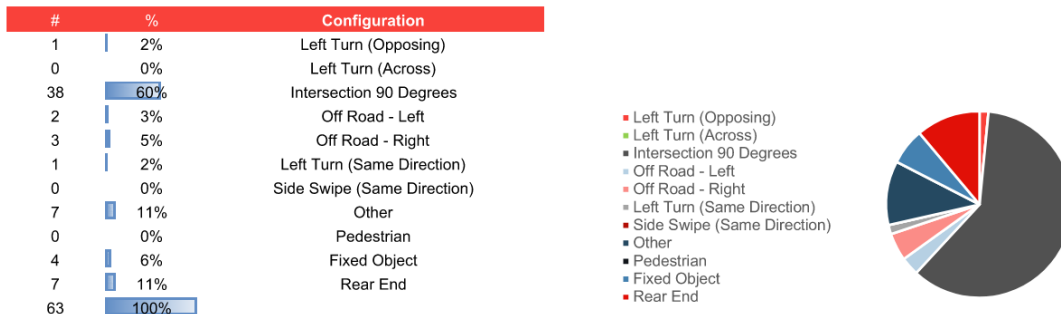 # % Configuration
1 2% Left Turn (Opposing)
0 0% Left Turn (Across)
38 60% Intersection 90 Degrees
2 3% Off Road - Left
3 5% Off Road - Right
1 2% Left Turn (Same Direction)
0 0% Side Swipe (Same Direction)
7 11% Other
0 0% Pedestrian
4 6% Fixed Object
7 11% Rear End
63 100%
Left Turn (Opposing)
Left Turn (Across)
Intersection 90 Degrees
Off Road - Left
Off Road - Right
Left Turn (Same Direction)
Side Swipe (Same Direction)
Other
Pedestrian
Fixed Object
Rear End